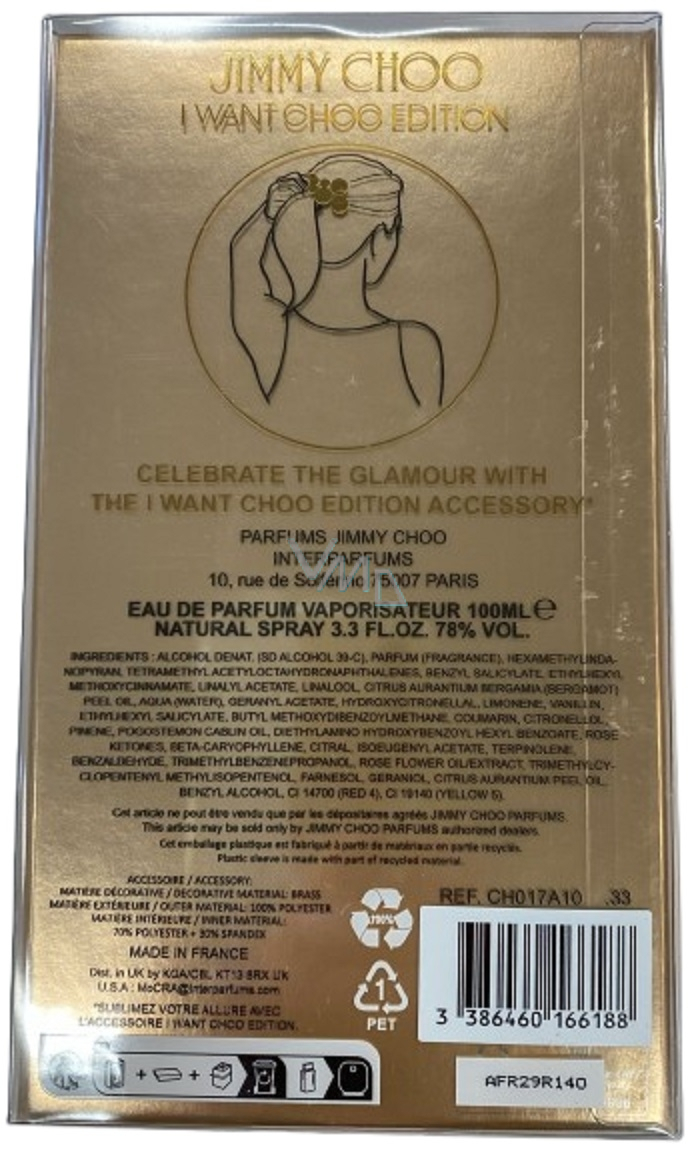 JIMMY CHOO
I WANT CHOO EDITION
CELEBRATE THE GLAMOUR WITH
THE I WANT CHOO EDITION ACCESSORY*
PARFUMS JIMMY CHOO
INTERPARFUMS
10, rue de Solférino 75007 PARIS
EAU DE PARFUM VAPORISATEUR 100ML ℮
NATURAL SPRAY 3.3 FL.OZ. 78% VOL.
INGREDIENTS : ALCOHOL DENAT. (SD ALCOHOL 39-C), PARFUM (FRAGRANCE), HEXAMETHYLINDA-
NOPYRAN, TETRAMETHYL ACETYLOCTAHYDRONAPHTHALENES, BENZYL SALICYLATE, ETHYLHEXYL
METHOXYCINNAMATE, LINALYL ACETATE, LINALOOL, CITRUS AURANTIUM BERGAMIA (BERGAMOT)
PEEL OIL, AQUA (WATER), GERANYL ACETATE, HYDROXYCITRONELLAL, LIMONENE, VANILLIN,
ETHYLHEXYL SALICYLATE, BUTYL METHOXYDIBENZOYLMETHANE, COUMARIN, CITRONELLOL,
PINENE, POGOSTEMON CABLIN OIL, DIETHYLAMINO HYDROXYBENZOYL HEXYL BENZOATE, ROSE
KETONES, BETA-CARYOPHYLLENE, CITRAL, ISOEUGENYL ACETATE, TERPINOLENE,
BENZALDEHYDE, TRIMETHYLBENZENEPROPANOL, ROSE FLOWER OIL/EXTRACT, TRIMETHYLCY-
CLOPENTENYL METHYLISOPENTENOL, FARNESOL, GERANIOL, CITRUS AURANTIUM PEEL OIL,
BENZYL ALCOHOL, CI 14700 (RED 4), CI 19140 (YELLOW 5).
Cet article ne peut être vendu que par les dépositaires agréés JIMMY CHOO PARFUMS.
This article may be sold only by JIMMY CHOO PARFUMS authorized dealers.
Cet emballage plastique est fabriqué à partir de matériaux en partie recyclés.
Plastic sleeve is made with part of recycled material.
ACCESSOIRE / ACCESSORY:
MATIÈRE DÉCORATIVE / DECORATIVE MATERIAL: BRASS
MATIÈRE EXTÉRIEURE / OUTER MATERIAL: 100% POLYESTER
MATIÈRE INTÉRIEURE / INNER MATERIAL:
70% POLYESTER + 30% SPANDEX
MADE IN FRANCE
Dist. in UK by KGA/CBL KT13 8RX UK
U.S.A : MoCRA@interparfums.com
*SUBLIMEZ VOTRE ALLURE AVEC
L'ACCESSOIRE I WANT CHOO EDITION.
100%
1
PET
REF. CH017A10 .33
3 386460 166188
AFR29R140
VMD